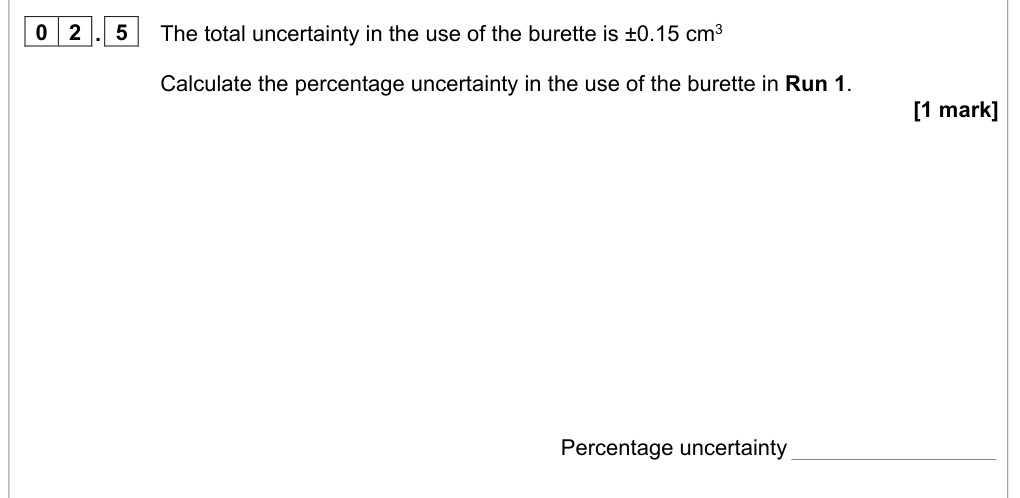 0 2 . 5 The total uncertainty in the use of the burette is ±0.15 cm³
Calculate the percentage uncertainty in the use of the burette in Run 1.
[1 mark]
Percentage uncertainty